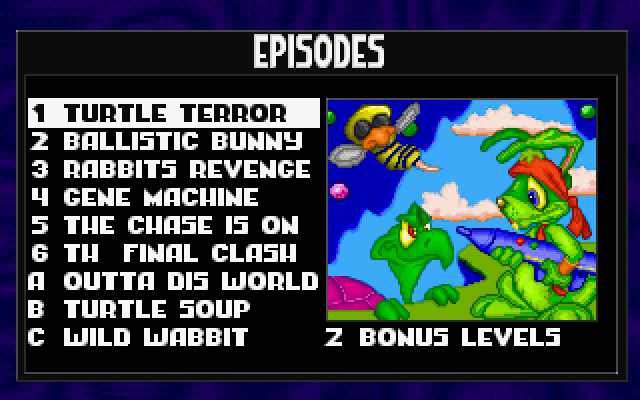 EPISODES
1 TURTLE TERROR
2 BALLISTIC BUNNY
3 RABBITS REVENGE
4 GENE MACHINE
5 THE CHASE IS ON
6 TH FINAL CLASH
A OUTTA DIS WORLD
B TURTLE SOUP
C WILD WABBIT
Z BONUS LEVELS